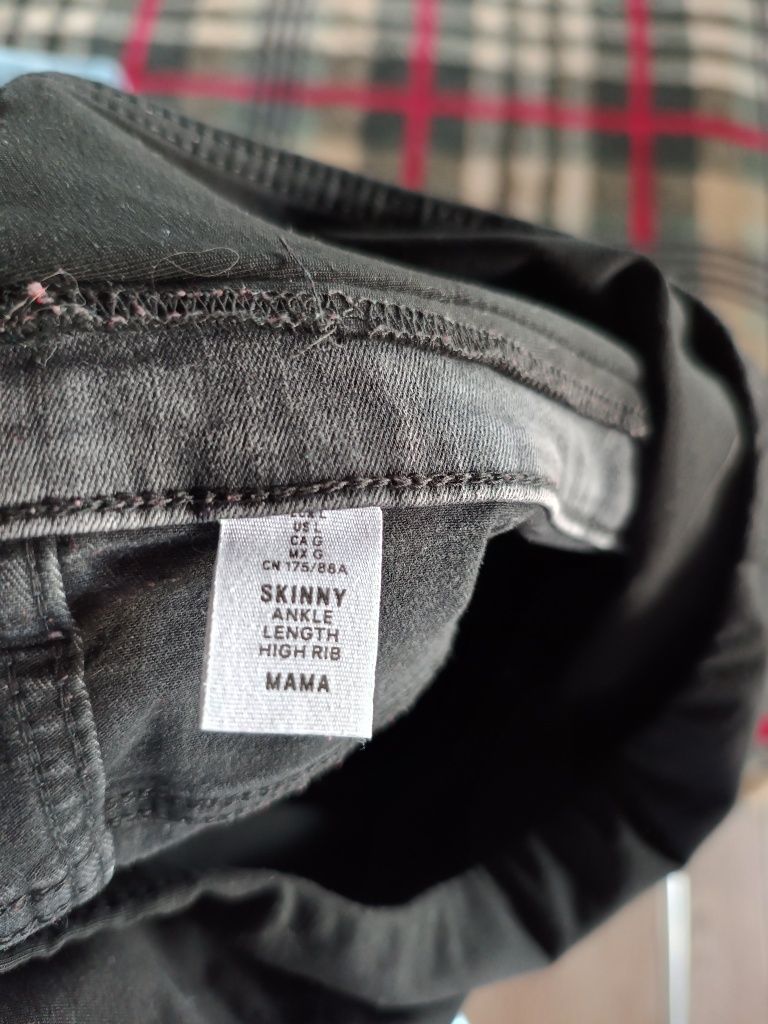 US L
CA G
MX G
CN 175/88A
SKINNY
ANKLE
LENGTH
HIGH RIB
MAMA